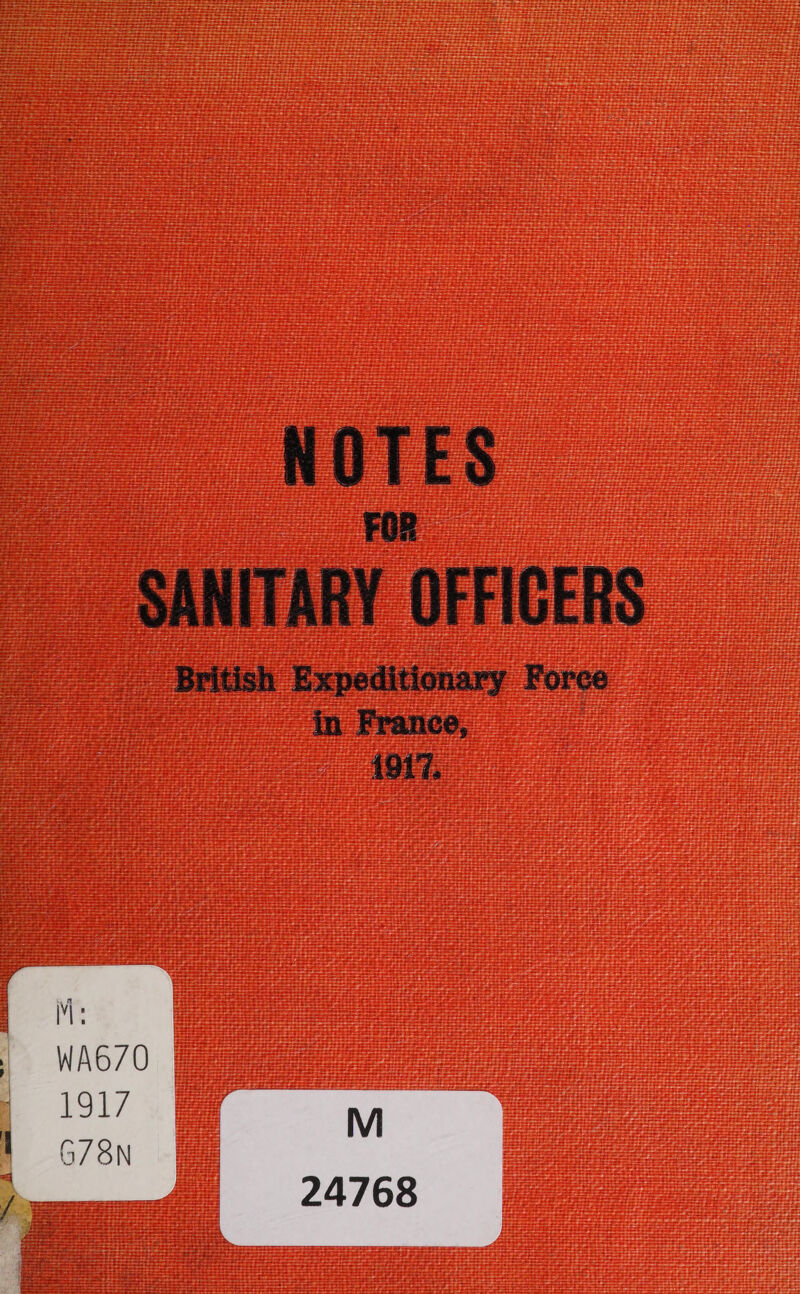 NOTES
FOR
SANITARY OFFICERS
British Expeditionary Force
in France,
1917.
M:
WA670
1917
G78N
M
24768